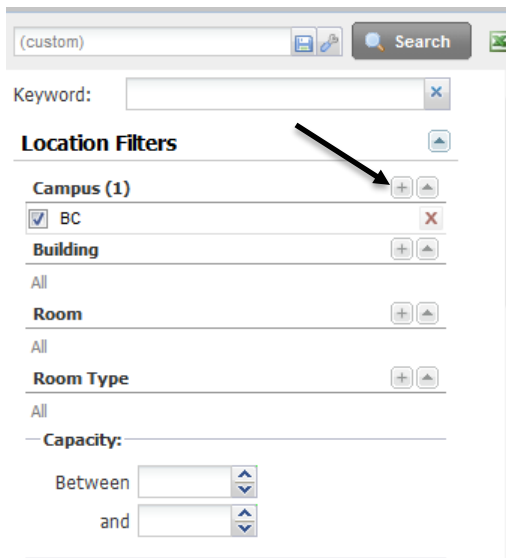 (custom)
Search
Keyword:
Location Filters
Campus (1)
BC
Building
All
Room
All
Room Type
All
Capacity:
Between
and